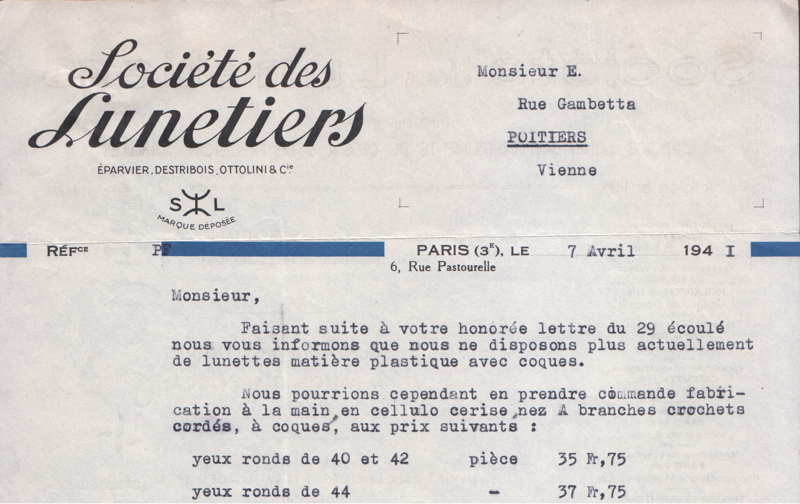 Société des
Lunetiers
ÉPARVIER, DESTRIBOIS, OTTOLINI & Cie
S L
MARQUE DÉPOSÉE
Monsieur E.
Rue Gambetta
POITIERS
Vienne
RÉFce PF PARIS (3E), LE 7 Avril 194 I
6, Rue Pastourelle
Monsieur,
Faisant suite à votre honorée lettre du 29 écoulé
nous vous informons que nous ne disposons plus actuellement
de lunettes matière plastique avec coques.
Nous pourrions cependant en prendre commande fabri-
cation à la main en cellulo cerise, nez A branches crochets
cordés, à coques, aux prix suivants :
yeux ronds de 40 et 42 pièce 35 Fr,75
yeux ronds de 44 - 37 Fr,75